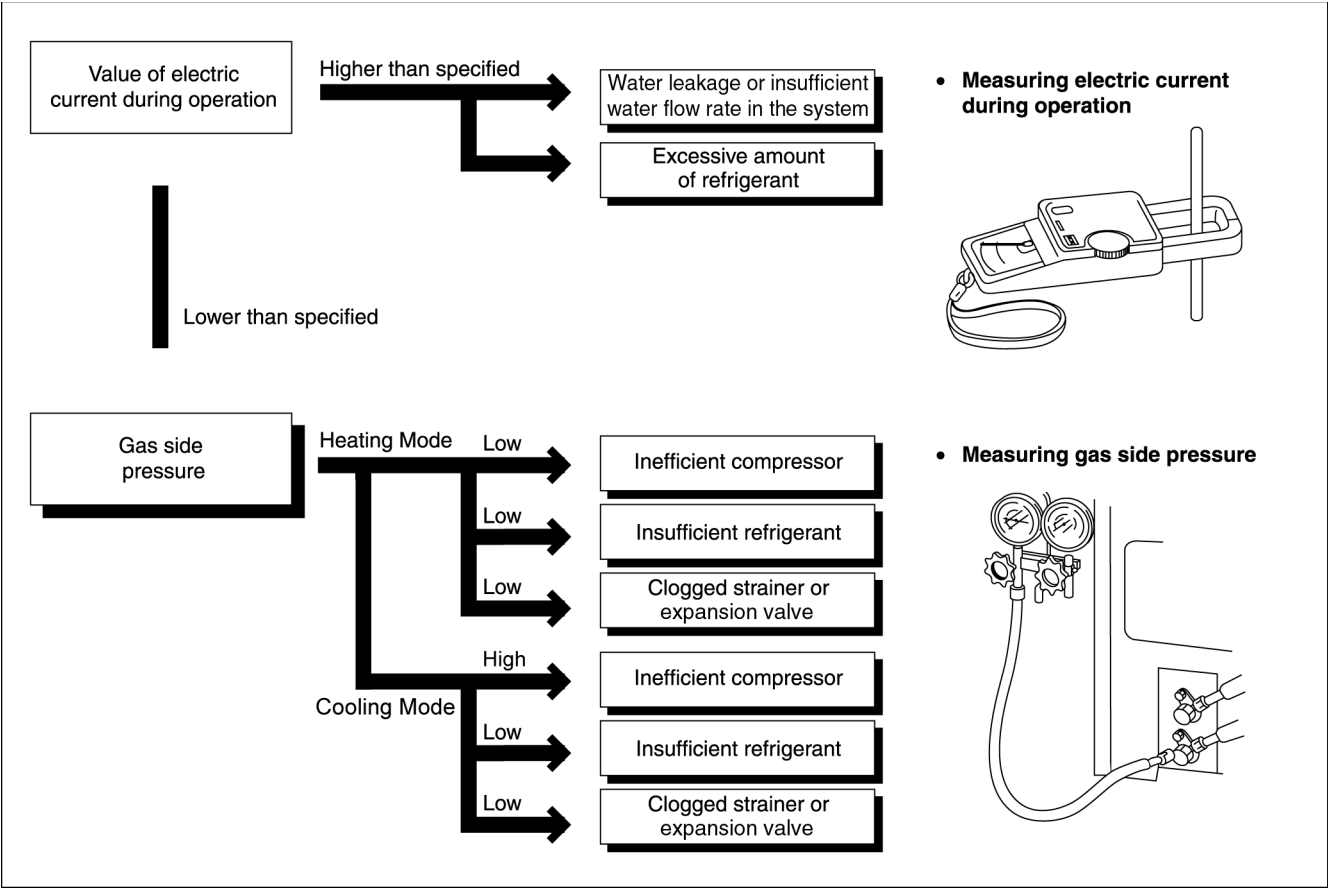 Value of electric
current during operation
Higher than specified
Water leakage or insufficient
water flow rate in the system
Excessive amount
of refrigerant
• Measuring electric current
during operation
Lower than specified
Gas side
pressure
Heating Mode
Low
Inefficient compressor
Low
Insufficient refrigerant
Low
Clogged strainer or
expansion valve
High
Inefficient compressor
Cooling Mode
Low
Insufficient refrigerant
Low
Clogged strainer or
expansion valve
• Measuring gas side pressure